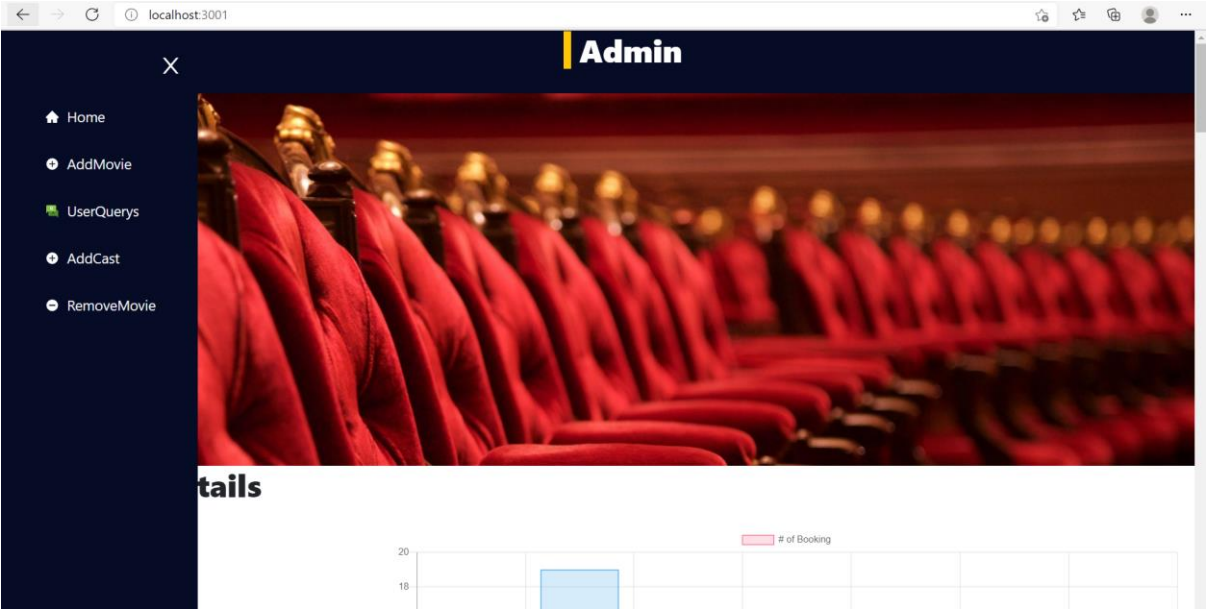 localhost:3001
Admin
X
Home
AddMovie
UserQuerys
AddCast
RemoveMovie
tails
# of Booking
20
18